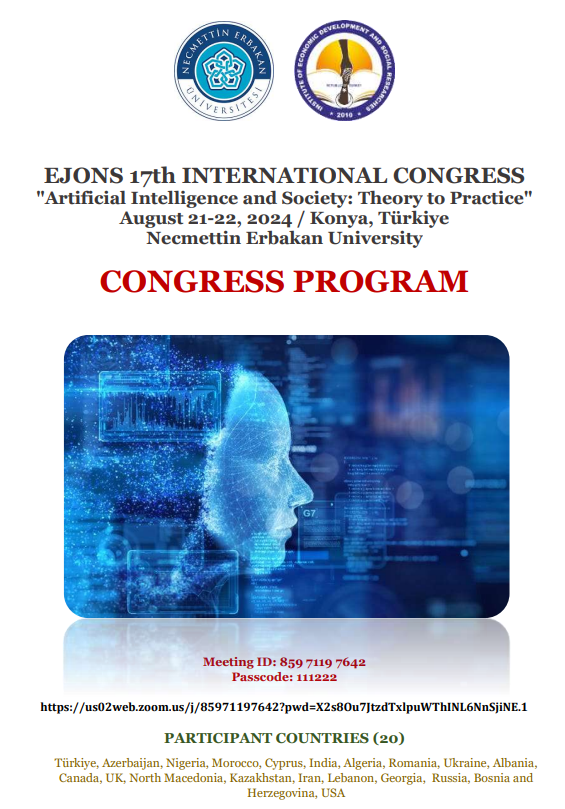 NECMETTİN ERBAKAN
ÜNİVERSİTESİ
INSTITUTE OF ECONOMIC DEVELOPMENT AND SOCIAL RESEARCHES
2010
EJONS 17th INTERNATIONAL CONGRESS
"Artificial Intelligence and Society: Theory to Practice"
August 21-22, 2024 / Konya, Türkiye
Necmettin Erbakan University
CONGRESS PROGRAM
G7
Meeting ID: 859 7119 7642
Passcode: 111222
https://us02web.zoom.us/j/85971197642?pwd=X2s8Ou7JtzdTxlpuWThINL6NnSjiNE.1
PARTICIPANT COUNTRIES (20)
Türkiye, Azerbaijan, Nigeria, Morocco, Cyprus, India, Algeria, Romania, Ukraine, Albania,
Canada, UK, North Macedonia, Kazakhstan, Iran, Lebanon, Georgia, Russia, Bosnia and
Herzegovina, USA